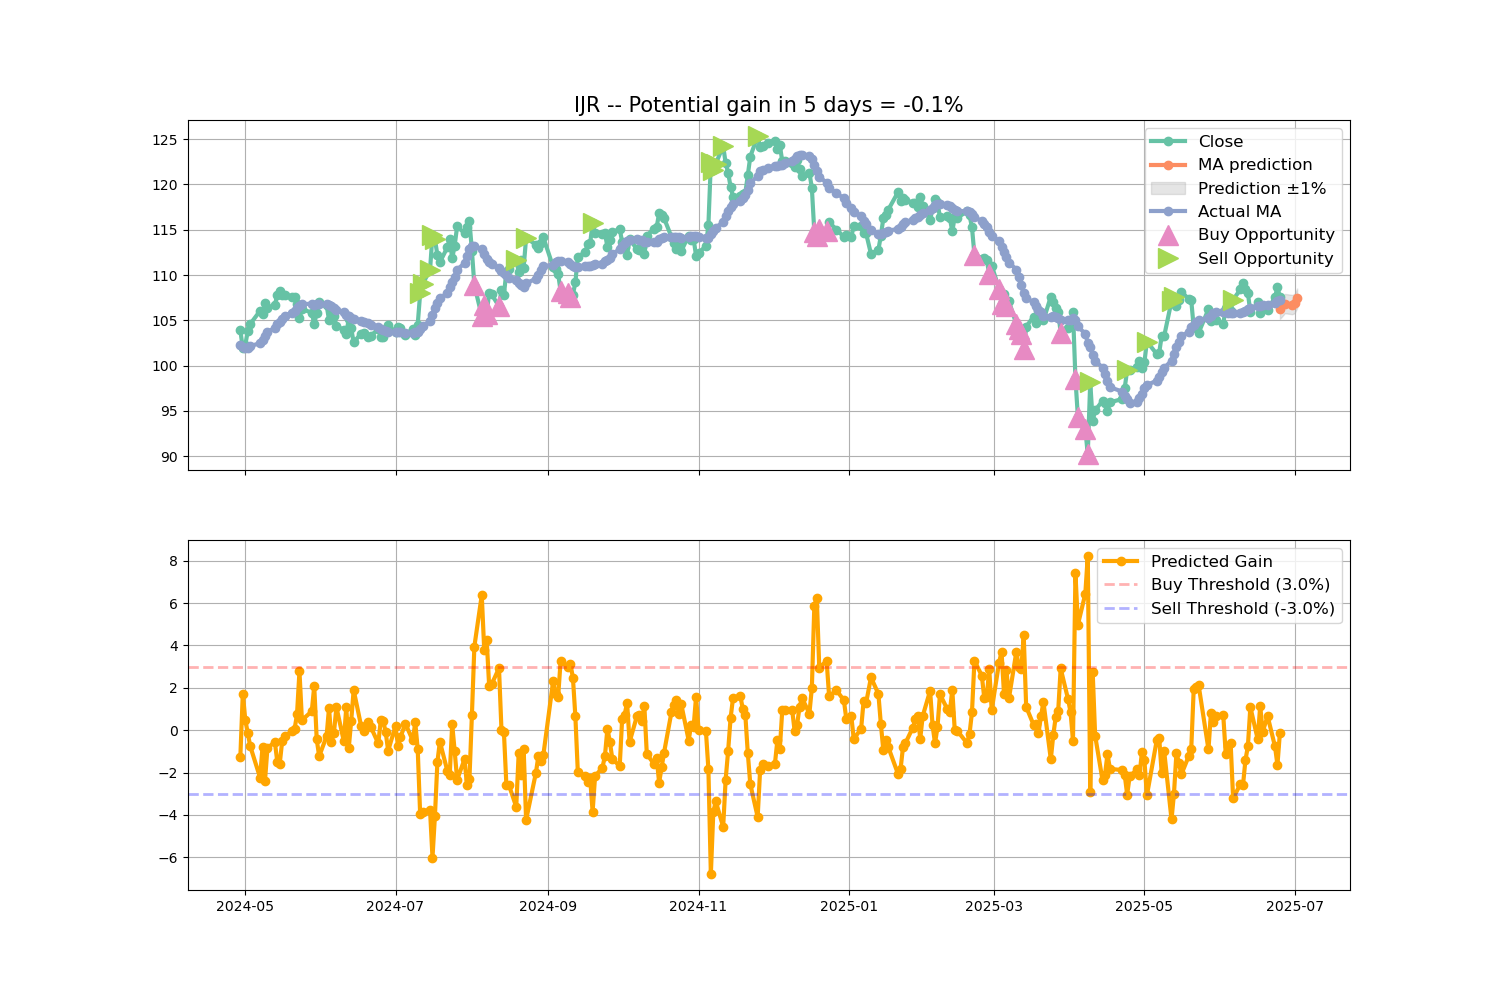 IJR -- Potential gain in 5 days = -0.1%
125
120
115
110
105
100
95
90
Close
MA prediction
Prediction ±1%
Actual MA
Buy Opportunity
Sell Opportunity
8
6
4
2
0
−2
−4
−6
Predicted Gain
Buy Threshold (3.0%)
Sell Threshold (-3.0%)
2024-05
2024-07
2024-09
2024-11
2025-01
2025-03
2025-05
2025-07